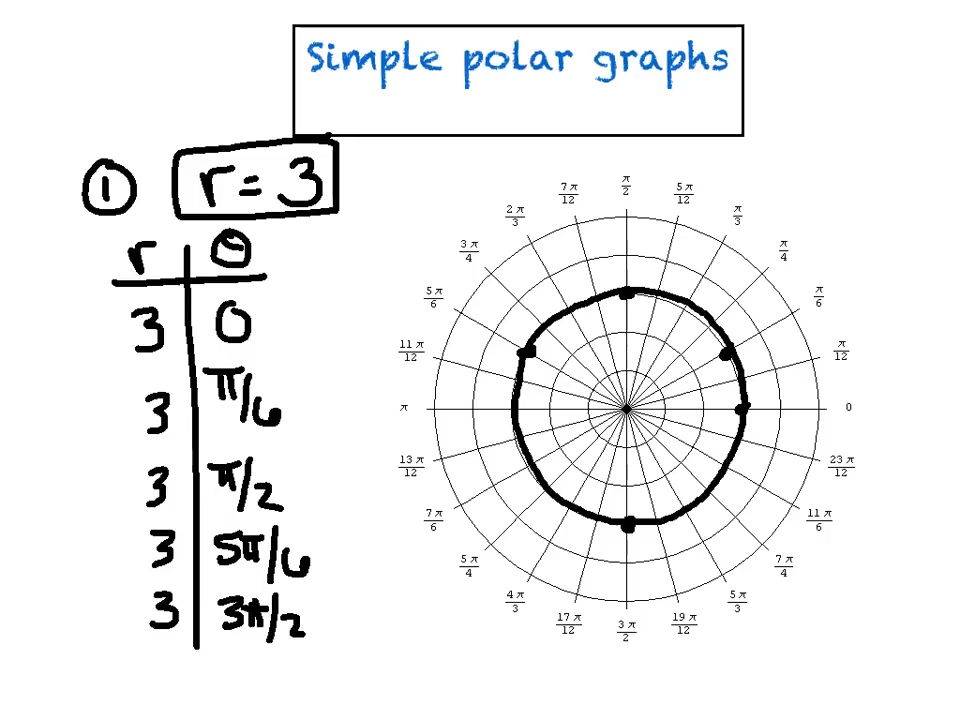 Simple polar graphs
① r = 3
r θ
3 0
3 π/6
3 π/2
3 5π/6
3 3π/2
π/2
7π/12
5π/12
2π/3
π/3
3π/4
π/4
5π/6
π/6
11π/12
π/12
π
0
13π/12
23π/12
7π/6
11π/6
5π/4
7π/4
4π/3
5π/3
17π/12
19π/12
3π/2